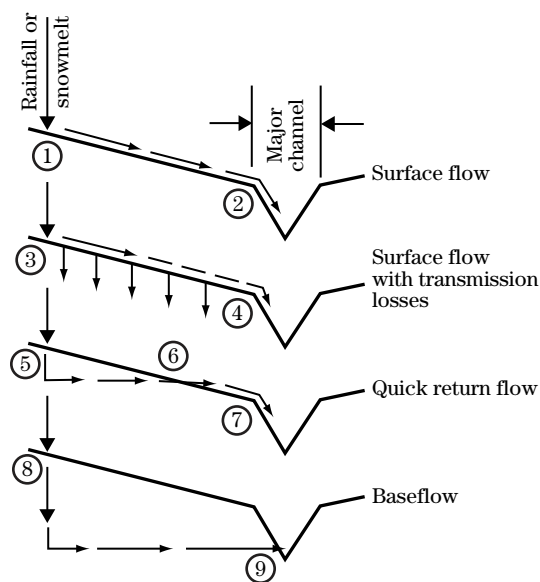 Rainfall or
snowmelt
Major
channel
1
2
Surface flow
3
4
Surface flow
with transmission
losses
5
6
7
Quick return flow
8
9
Baseflow